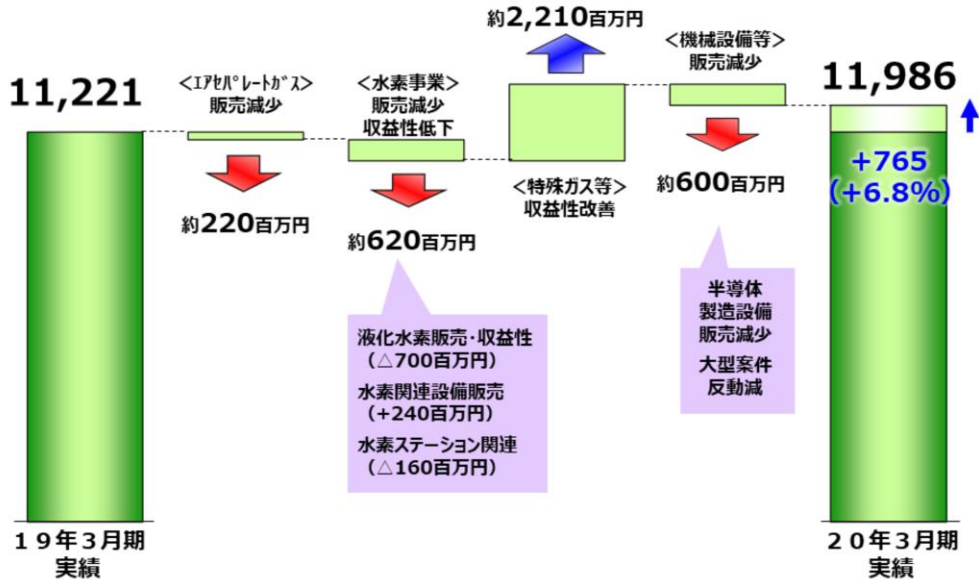 11,221
＜ｴｱｾﾊﾟﾚｰﾄｶﾞｽ＞
販売減少
約220百万円
＜水素事業＞
販売減少
収益性低下
約620百万円
液化水素販売・収益性
（△700百万円）
水素関連設備販売
（+240百万円）
水素ステーション関連
（△160百万円）
約2,210百万円
＜特殊ガス等＞
収益性改善
＜機械設備等＞
販売減少
約600百万円
半導体
製造設備
販売減少
大型案件
反動減
11,986
+765
(+6.8%)
１９年３月期
実績
２０年３月期
実績